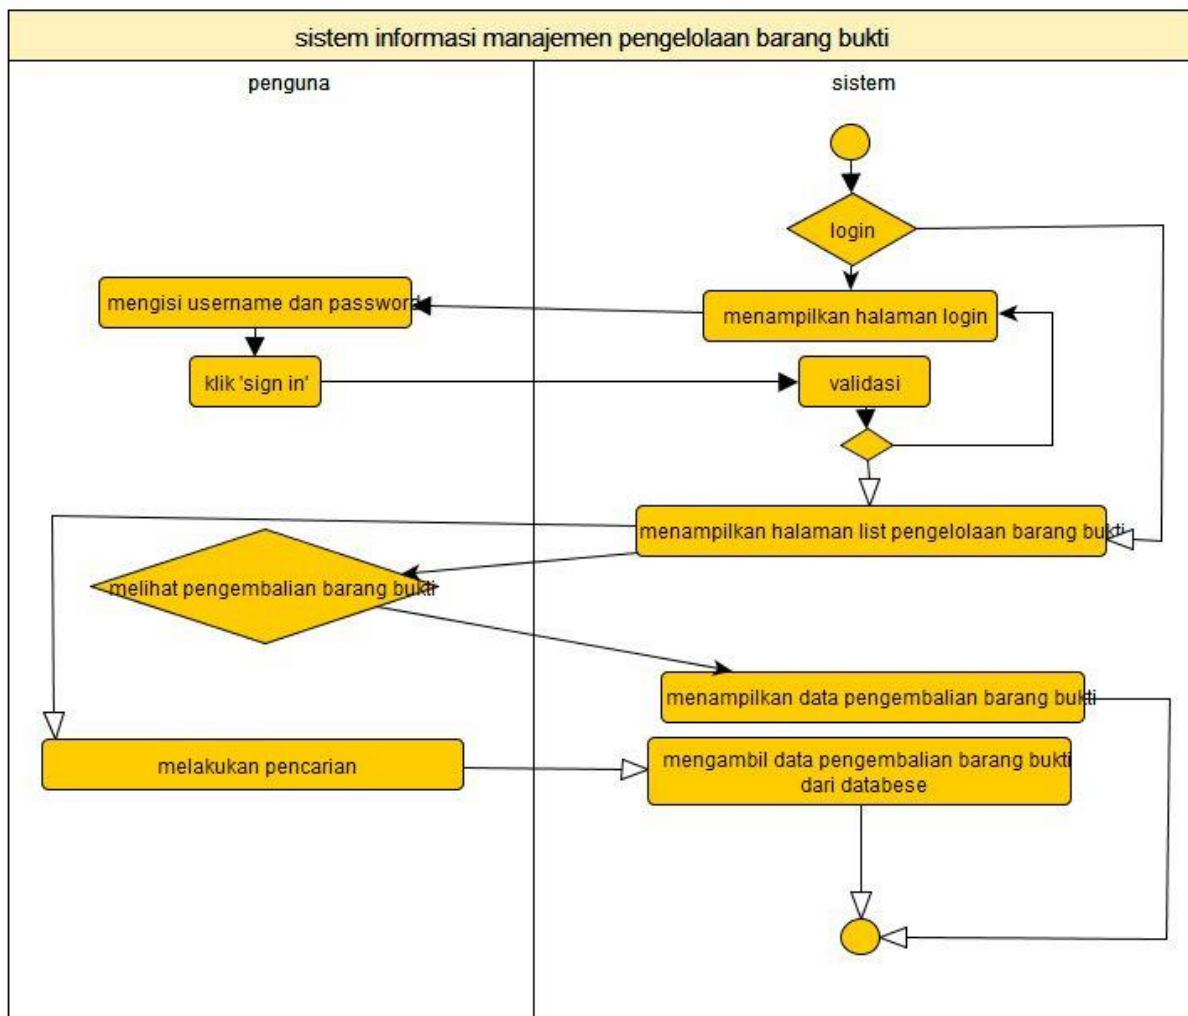 sistem informasi manajemen pengelolaan barang bukti
penguna
sistem
login
mengisi username dan password
menampilkan halaman login
klik 'sign in'
validasi
menampilkan halaman list pengelolaan barang bukti
melihat pengembalian barang bukti
menampilkan data pengembalian barang bukti
melakukan pencarian
mengambil data pengembalian barang bukti
dari databese